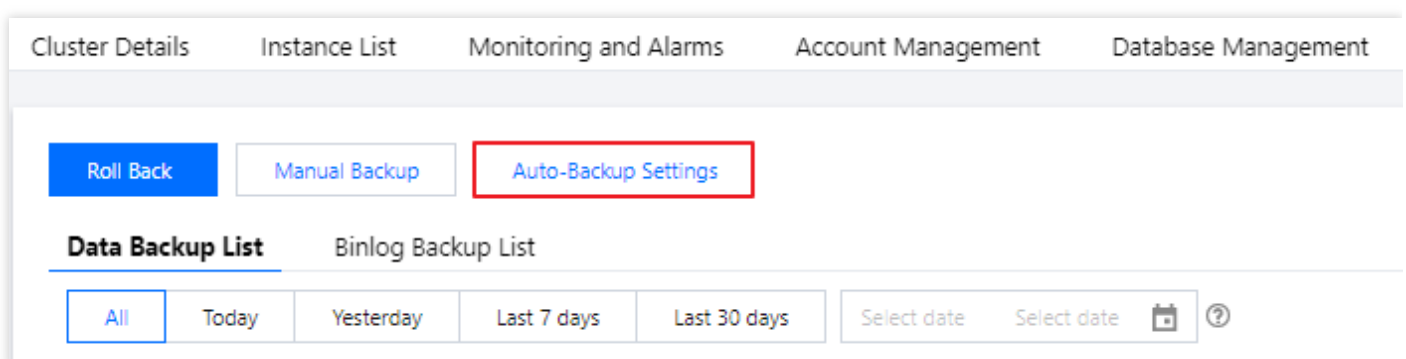 Cluster Details Instance List Monitoring and Alarms Account Management Database Management
Roll Back Manual Backup Auto-Backup Settings
Data Backup List Binlog Backup List
All Today Yesterday Last 7 days Last 30 days Select date Select date